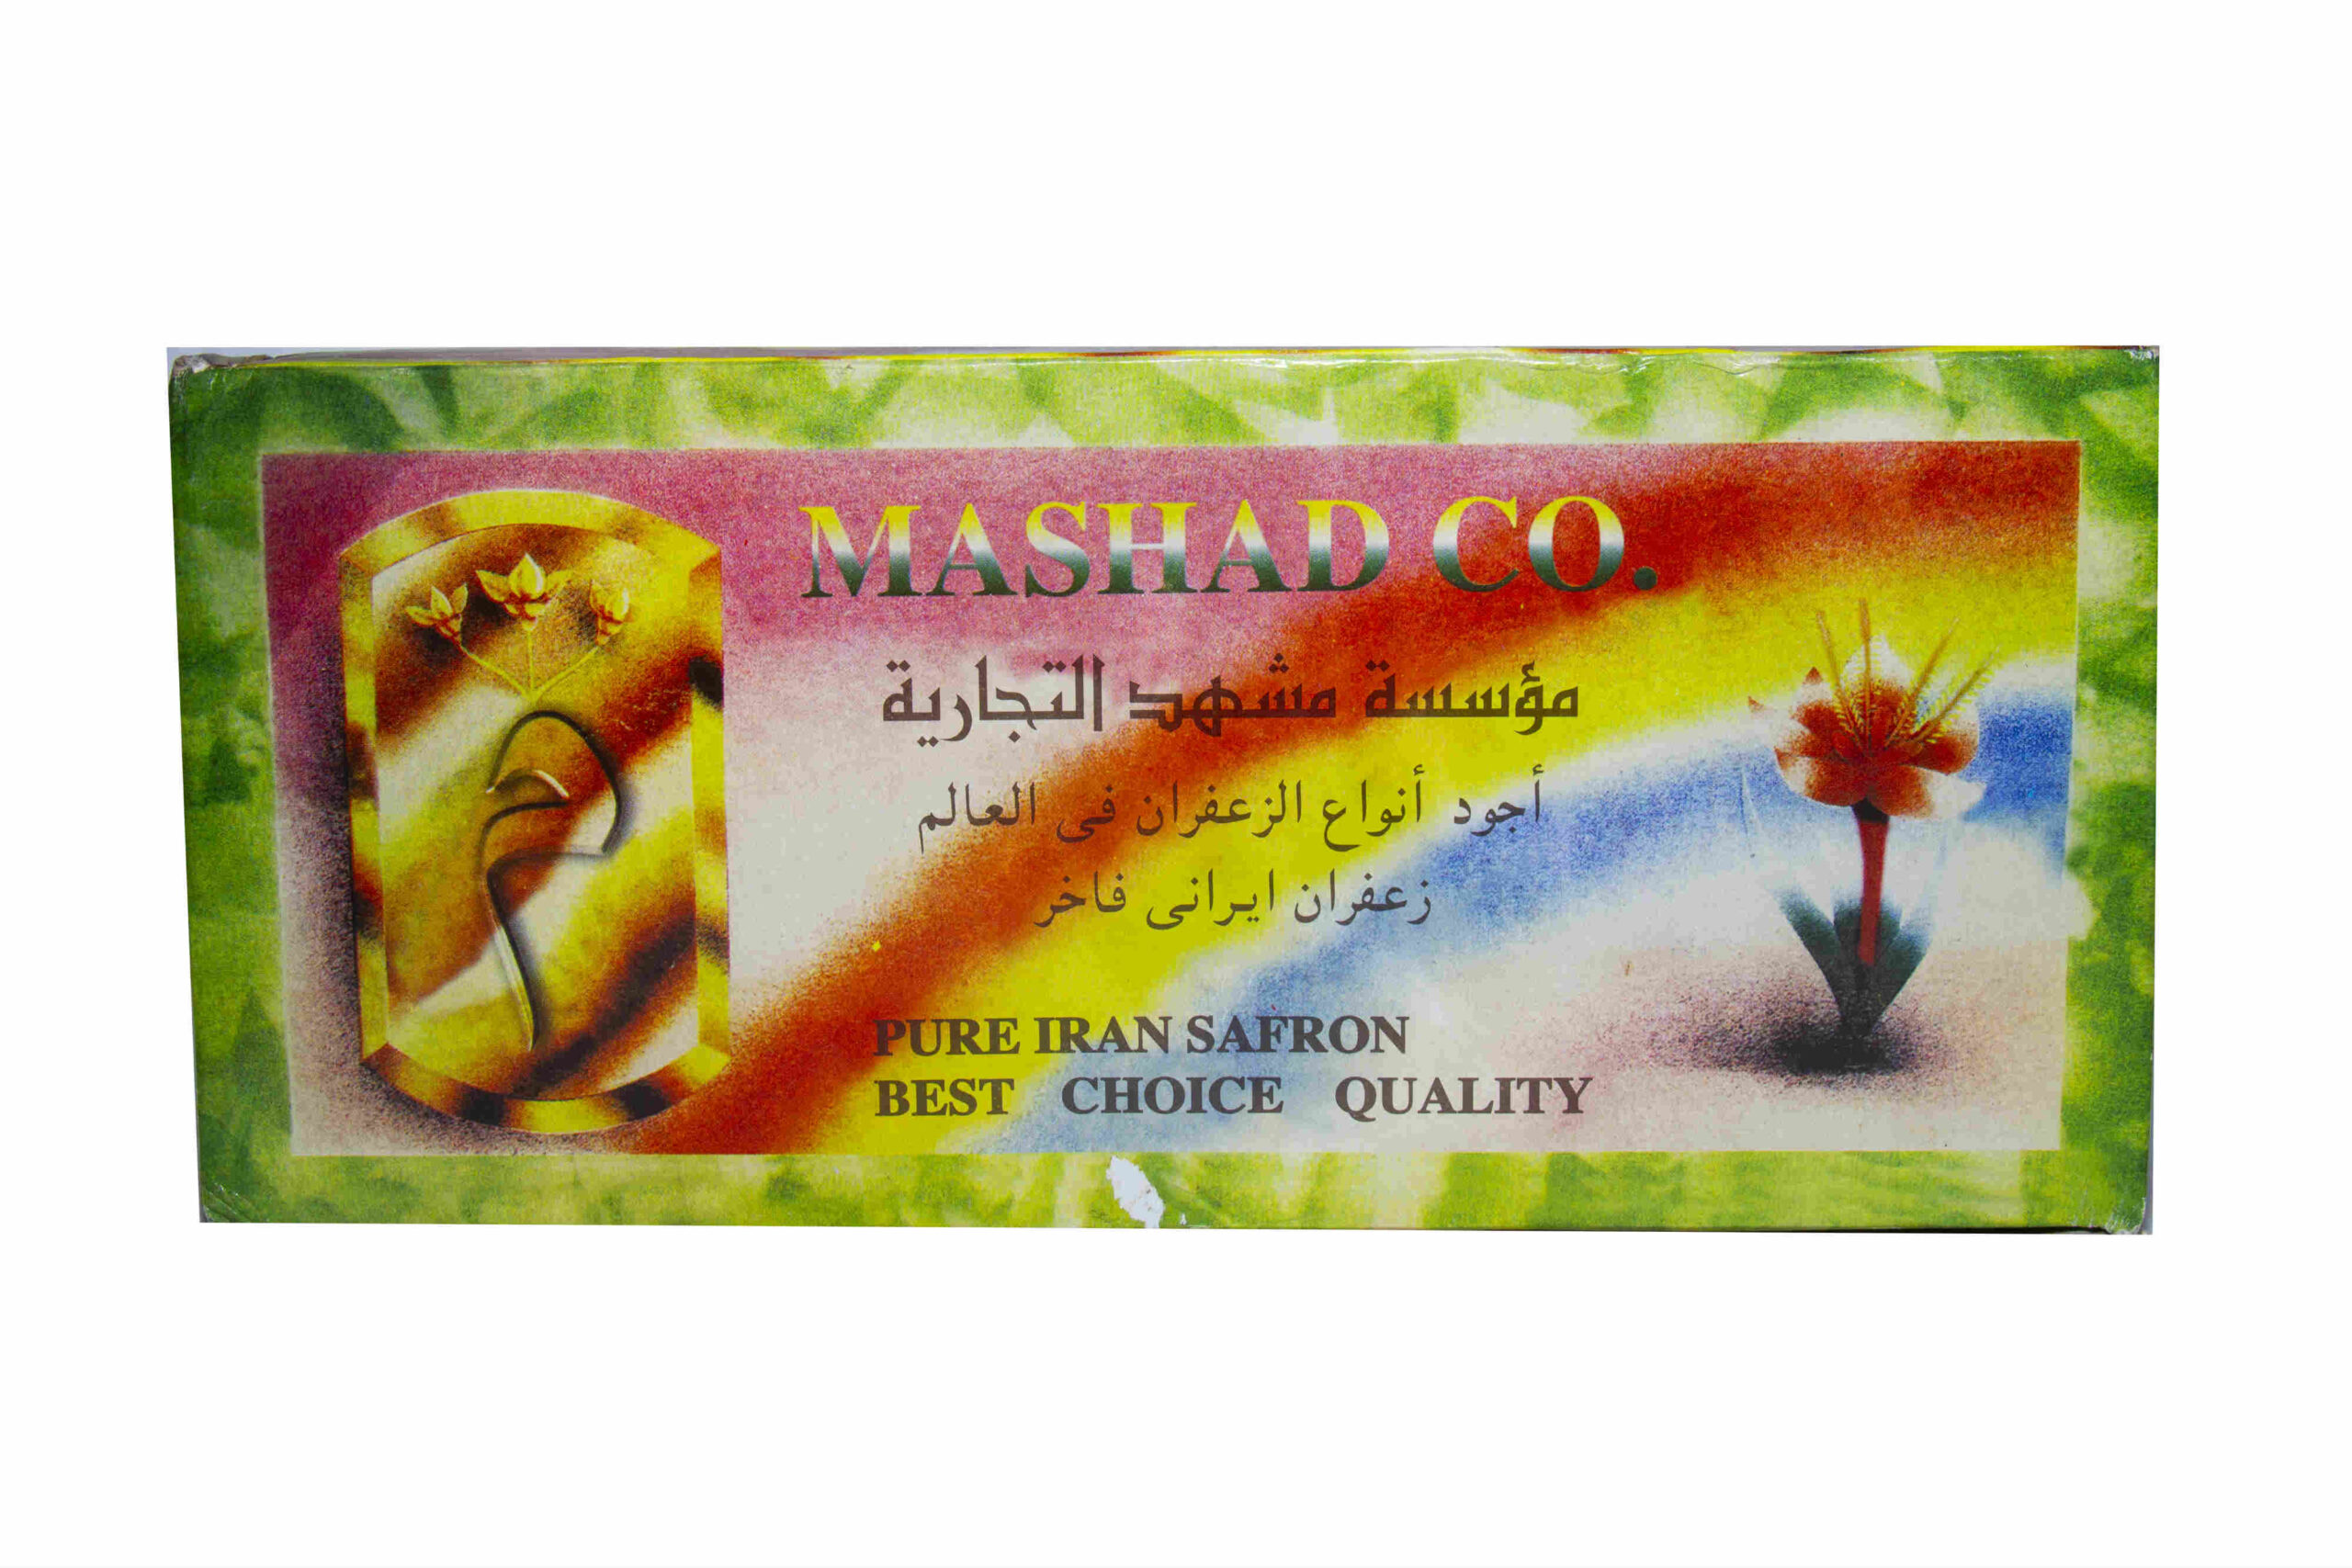 MASHAD CO.
مؤسسة مشهد التجارية
أجود أنواع الزعفران فى العالم
زعفران ايرانى فاخر
PURE IRAN SAFRON
BEST CHOICE QUALITY
م